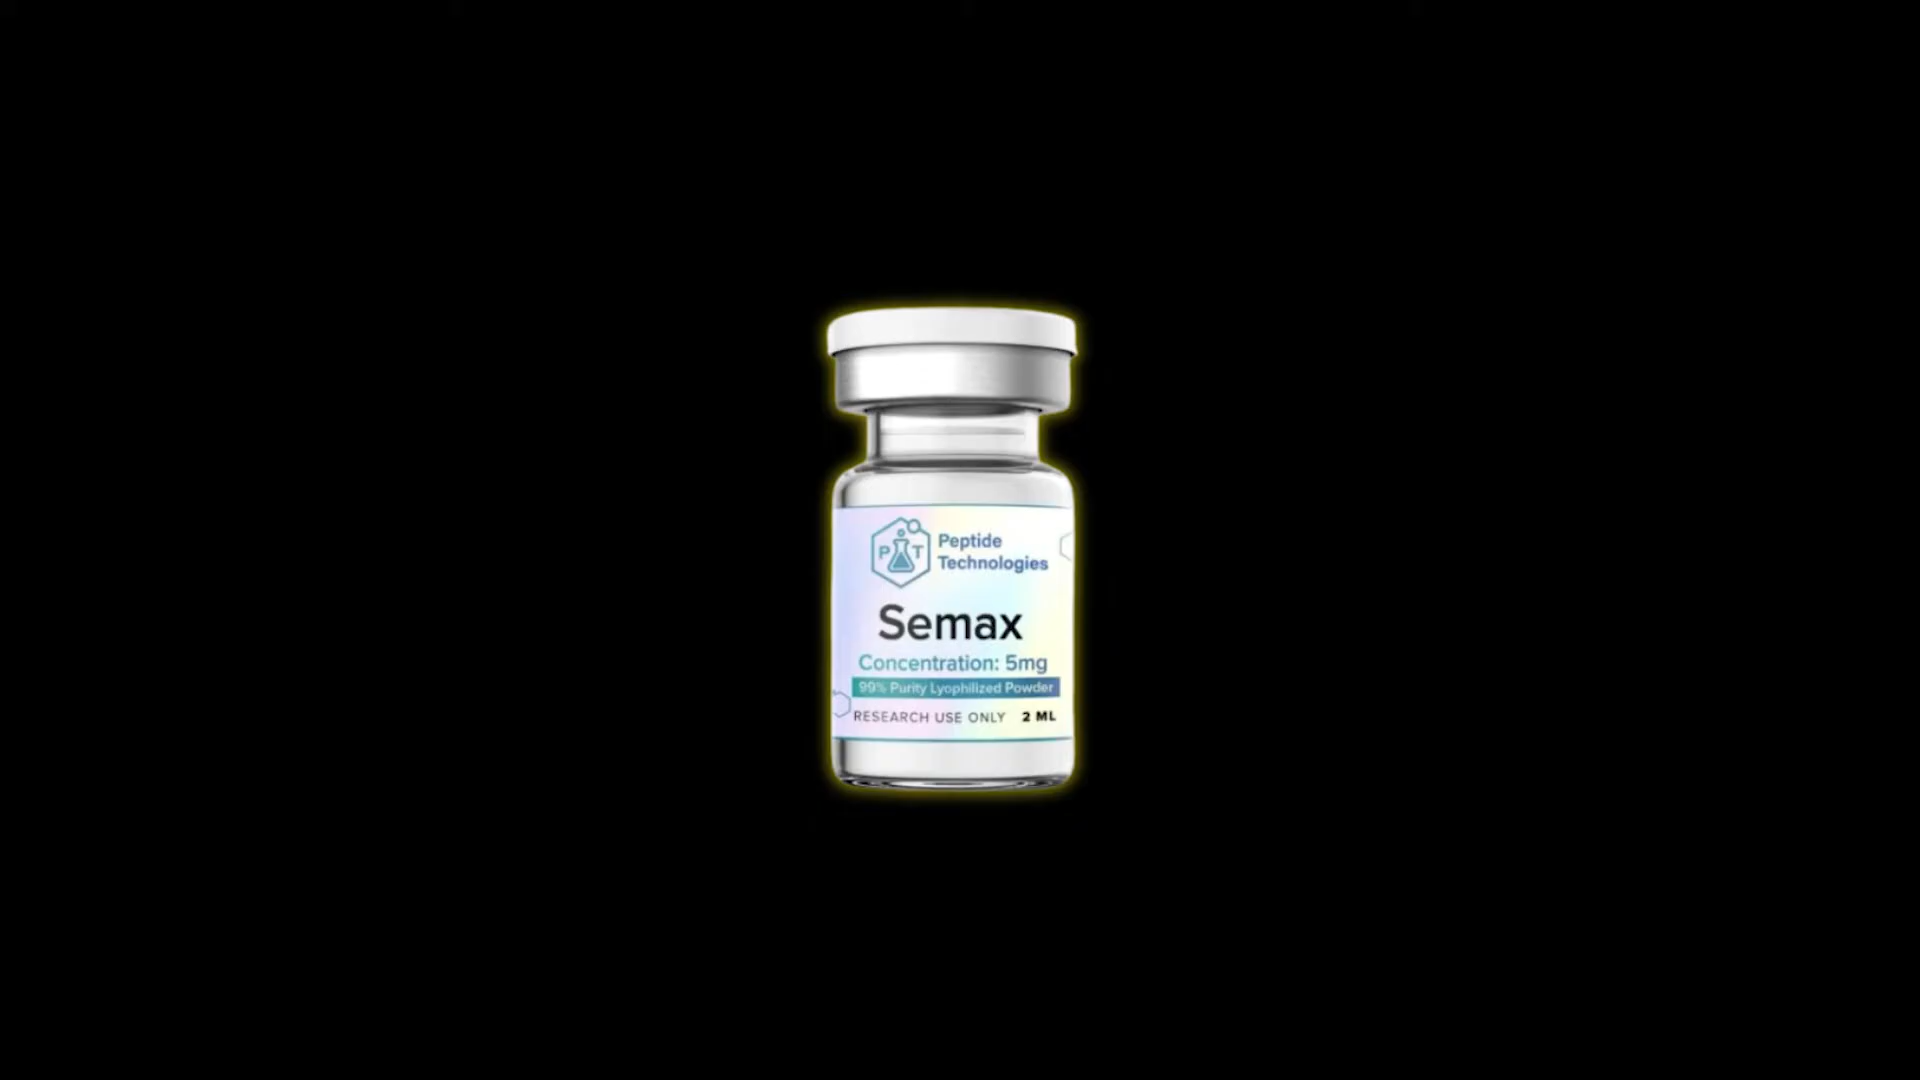 P T
Peptide
Technologies
Semax
Concentration: 5mg
99% Purity Lyophilized Powder
RESEARCH USE ONLY 2 ML